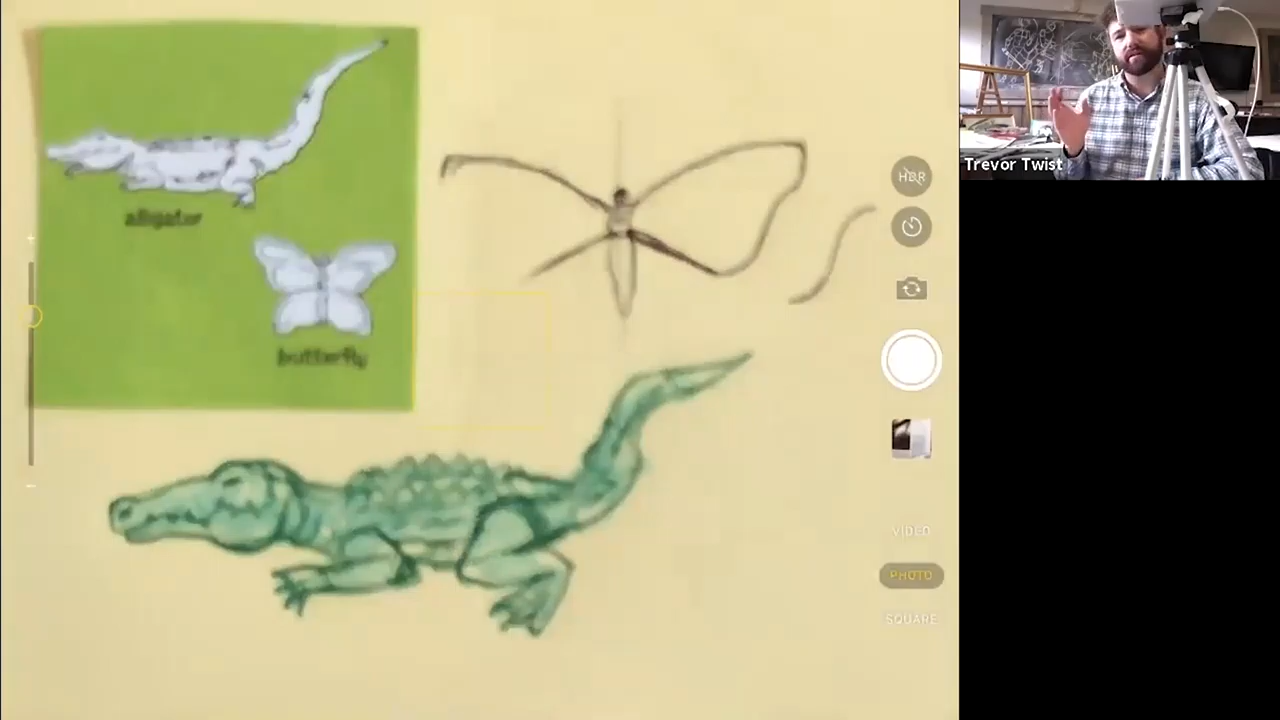 alligator
butterfly
HDR
Trevor Twist
VIDEO
PHOTO
SQUARE